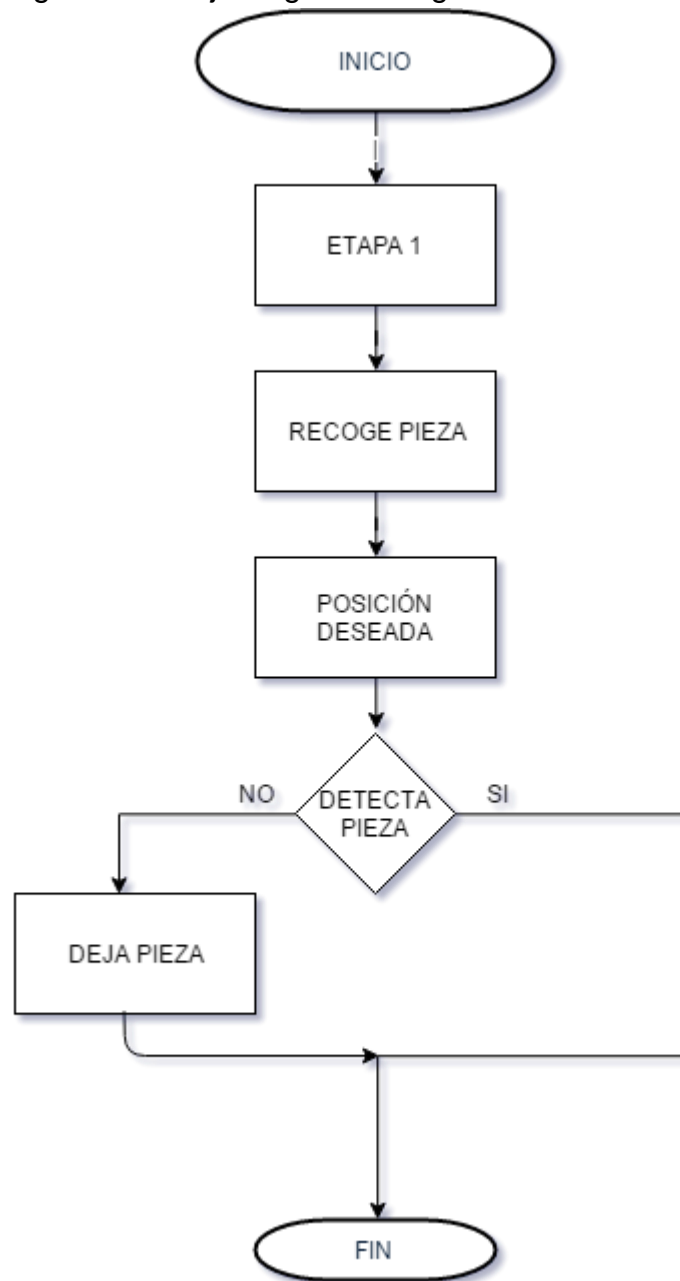 INICIO
ETAPA 1
RECOGE PIEZA
POSICIÓN
DESEADA
NO
DETECTA
PIEZA
SI
DEJA PIEZA
FIN